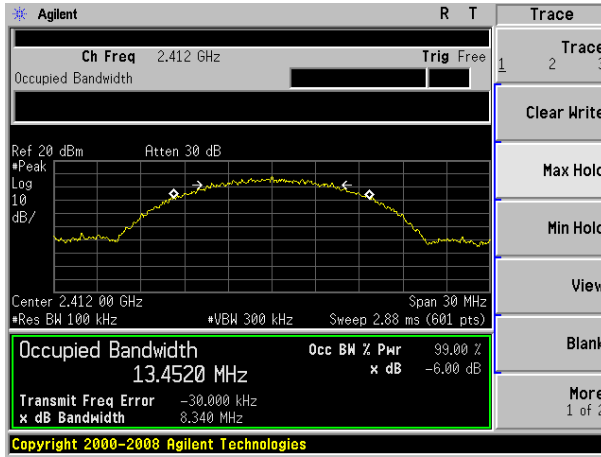 Agilent R T Trace
Ch Freq 2.412 GHz Trig Free
Occupied Bandwidth
Trace
1 2 3
Clear Write
Max Hold
Min Hold
View
Blank
More
1 of 2
Ref 20 dBm Atten 30 dB
#Peak
Log
10
dB/
Center 2.412 00 GHz Span 30 MHz
#Res BW 100 kHz #VBW 300 kHz Sweep 2.88 ms (601 pts)
Occupied Bandwidth Occ BW % Pwr 99.00 %
13.4520 MHz x dB -6.00 dB
Transmit Freq Error -30.000 kHz
x dB Bandwidth 8.340 MHz
Copyright 2000-2008 Agilent Technologies